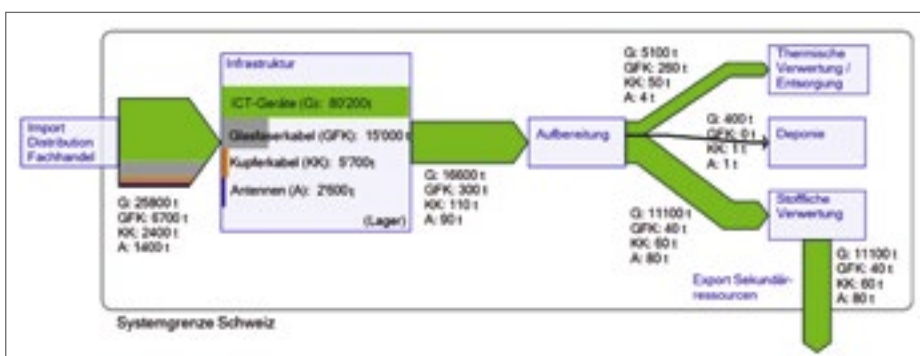 Import
Distribution
Fachhandel
G: 25800 t
GFK: 6700 t
KK: 2400 t
A: 1400 t
Infrastruktur
ICT-Geräte (G): 80'200t
Glasfaserkabel (GFK): 15'000t
Kupferkabel (KK): 5'700t
Antennen (A): 2'600t
(Lager)
G: 16600 t
GFK: 300 t
KK: 110 t
A: 90 t
Aufbereitung
G: 5100 t
GFK: 260 t
KK: 50 t
A: 4 t
Thermische
Verwertung /
Entsorgung
G: 400 t
GFK: 0 t
KK: 1 t
A: 1 t
Deponie
G: 11100 t
GFK: 40 t
KK: 60 t
A: 80 t
Stoffliche
Verwertung
G: 11100 t
GFK: 40 t
KK: 60 t
A: 80 t
Export Sekundär-
ressourcen
Systemgrenze Schweiz